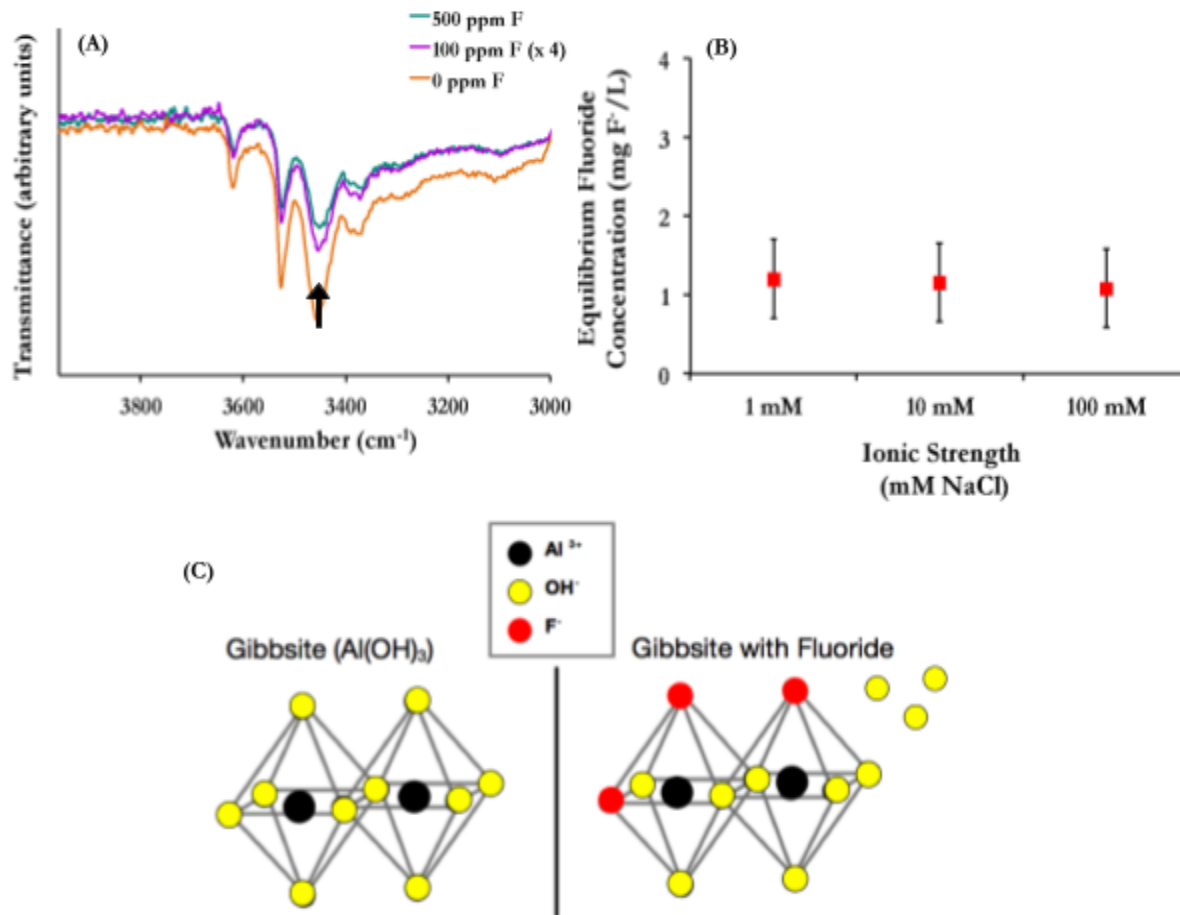 (A)
500 ppm F
100 ppm F (x 4)
0 ppm F
Transmittance (arbitrary units)
3800
3600
3400
3200
3000
Wavenumber (cm⁻¹)
(B)
Equilibrium Fluoride
Concentration (mg F⁻/L)
4
3
2
1
0
1 mM
10 mM
100 mM
Ionic Strength
(mM NaCl)
(C)
Al ³⁺
OH⁻
F⁻
Gibbsite (Al(OH)₃)
Gibbsite with Fluoride